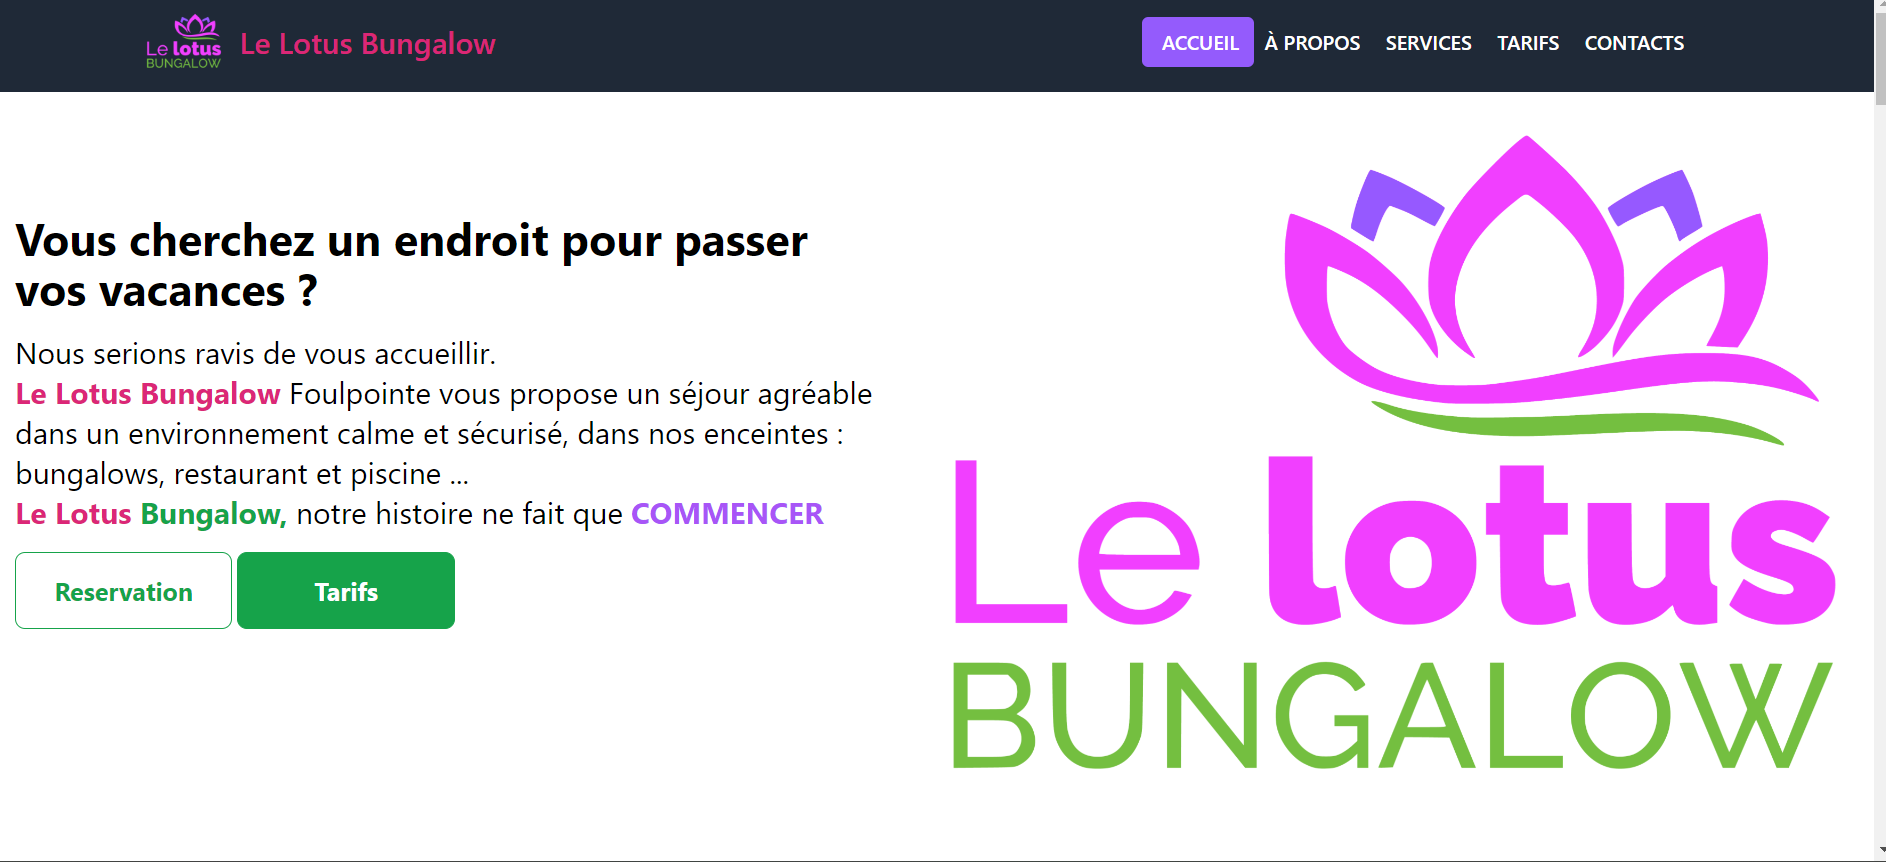 Le lotus
BUNGALOW
Le Lotus Bungalow
ACCUEIL
À PROPOS
SERVICES
TARIFS
CONTACTS
Vous cherchez un endroit pour passer
vos vacances ?
Nous serions ravis de vous accueillir.
Le Lotus Bungalow Foulpointe vous propose un séjour agréable
dans un environnement calme et sécurisé, dans nos enceintes :
bungalows, restaurant et piscine ...
Le Lotus Bungalow, notre histoire ne fait que COMMENCER
Reservation
Tarifs
Le lotus
BUNGALOW